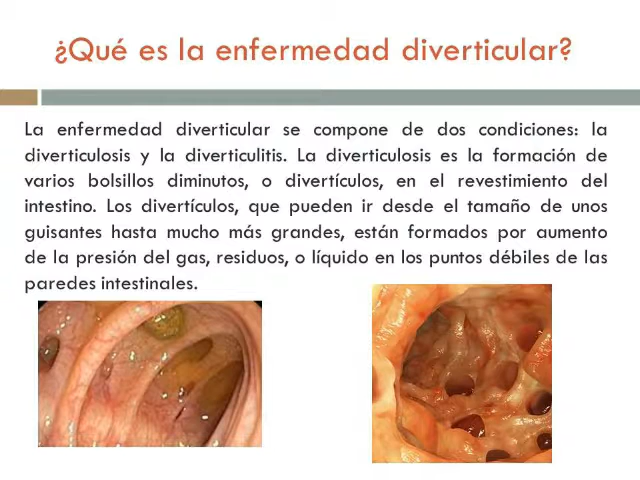 ¿Qué es la enfermedad diverticular?
La enfermedad diverticular se compone de dos condiciones: la
diverticulosis y la diverticulitis. La diverticulosis es la formación de
varios bolsillos diminutos, o divertículos, en el revestimiento del
intestino. Los divertículos, que pueden ir desde el tamaño de unos
guisantes hasta mucho más grandes, están formados por aumento
de la presión del gas, residuos, o líquido en los puntos débiles de las
paredes intestinales.